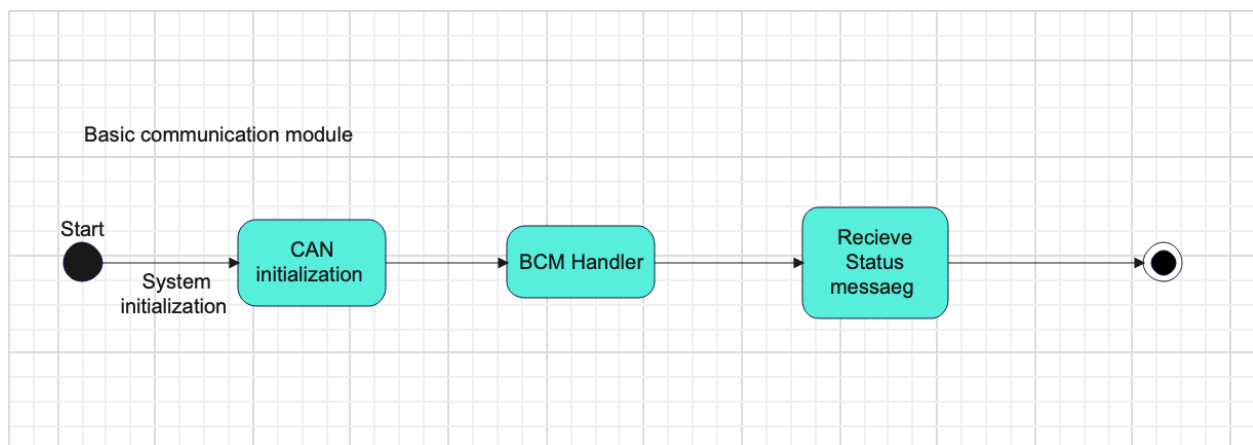 Basic communication module
Start
System
initialization
CAN
initialization
BCM Handler
Recieve
Status
messaeg